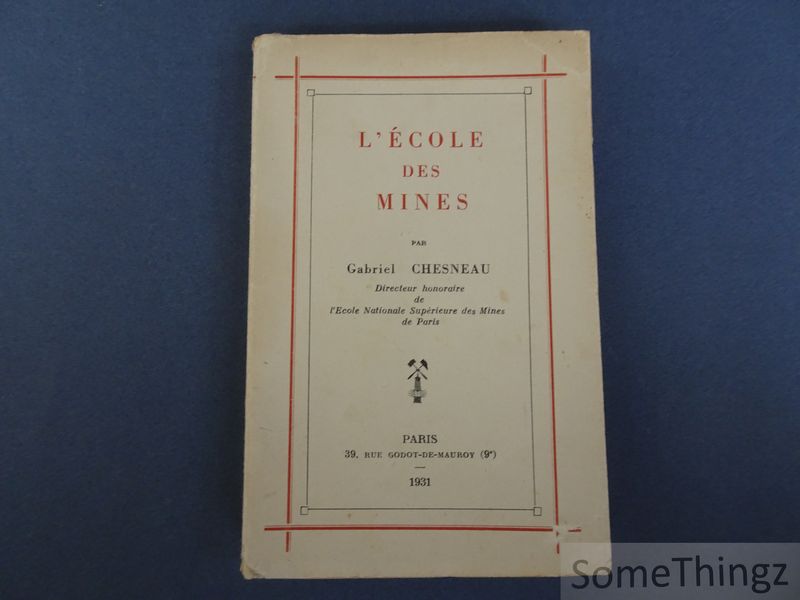 L'ÉCOLE
DES
MINES
PAR
Gabriel CHESNEAU
Directeur honoraire
de
l'Ecole Nationale Supérieure des Mines
de Paris
PARIS
39, RUE GODOT-DE-MAUROY (9e)
1931
SomeThingz